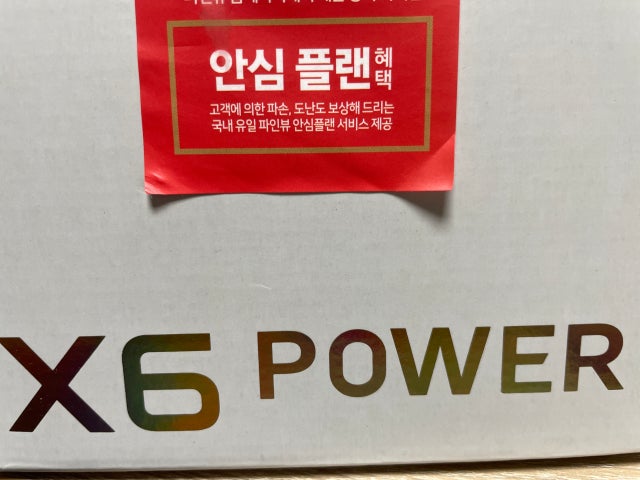 안심 플랜 혜택
고객에 의한 파손, 도난도 보상해 드리는
국내 유일 파인뷰 안심플랜 서비스 제공
X6 POWER